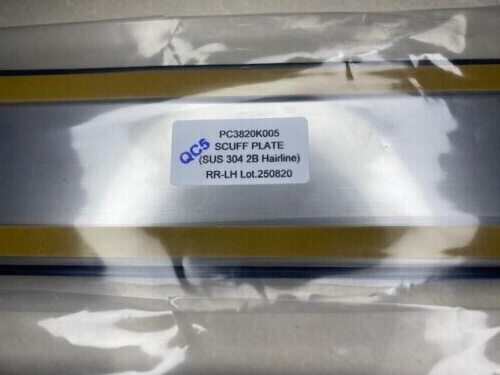 PC3820K005
QC5
SCUFF PLATE
(SUS 304 2B Hairline)
RR-LH Lot.250820